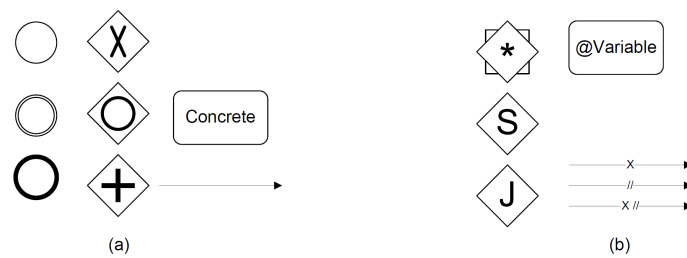 X
Concrete
+
(a)
*
@Variable
S
J
X
//
X //
(b)